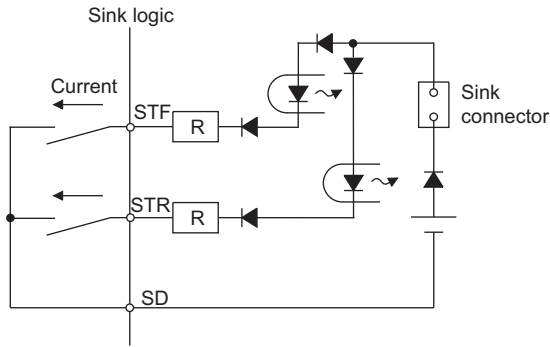 Sink logic
Current
STF
R
Sink
connector
STR
R
SD